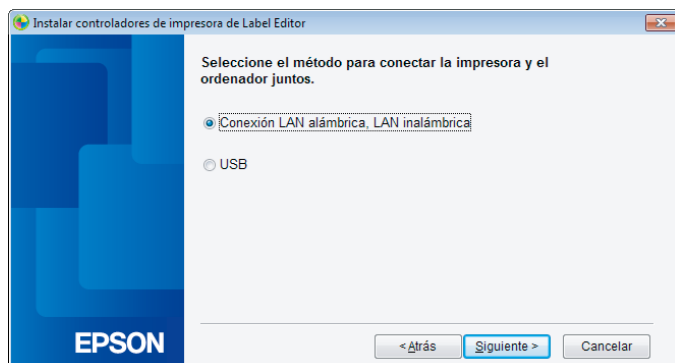 Instalar controladores de impresora de Label Editor
Seleccione el método para conectar la impresora y el
ordenador juntos.
Conexión LAN alámbrica, LAN inalámbrica
USB
EPSON
< Atrás
Siguiente >
Cancelar